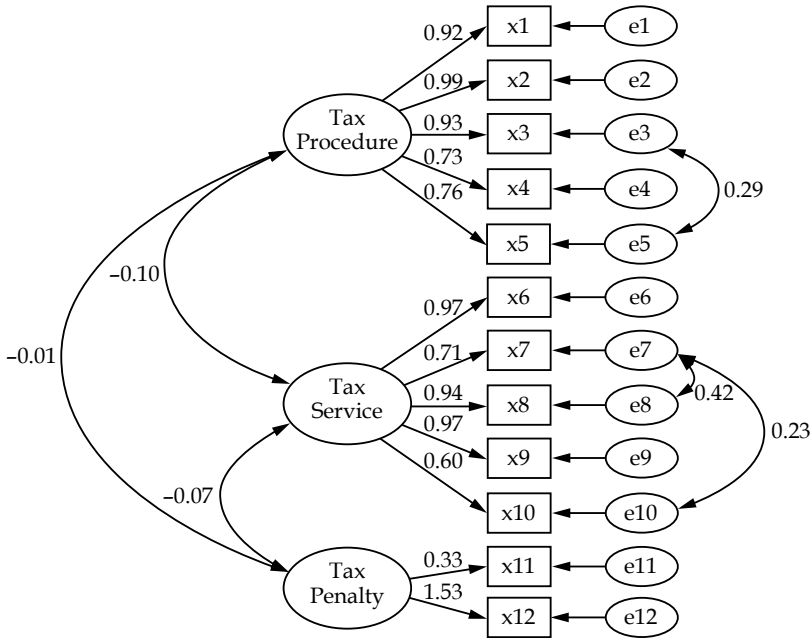 0.92
x1
e1
0.99
x2
e2
Tax
Procedure
0.93
x3
e3
0.73
x4
e4
0.29
0.76
x5
e5
–0.10
0.97
x6
e6
–0.01
0.71
x7
e7
Tax
Service
0.94
x8
e8
0.42
0.97
x9
e9
0.23
0.60
x10
e10
–0.07
Tax
Penalty
0.33
x11
e11
1.53
x12
e12